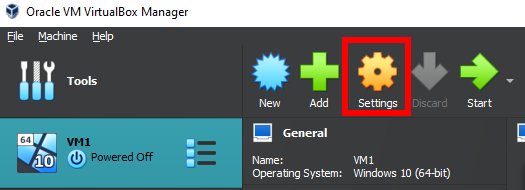 Oracle VM VirtualBox Manager
File Machine Help
Tools
New Add Settings Discard Start
64
10
VM1
Powered Off
General
Name: VM1
Operating System: Windows 10 (64-bit)